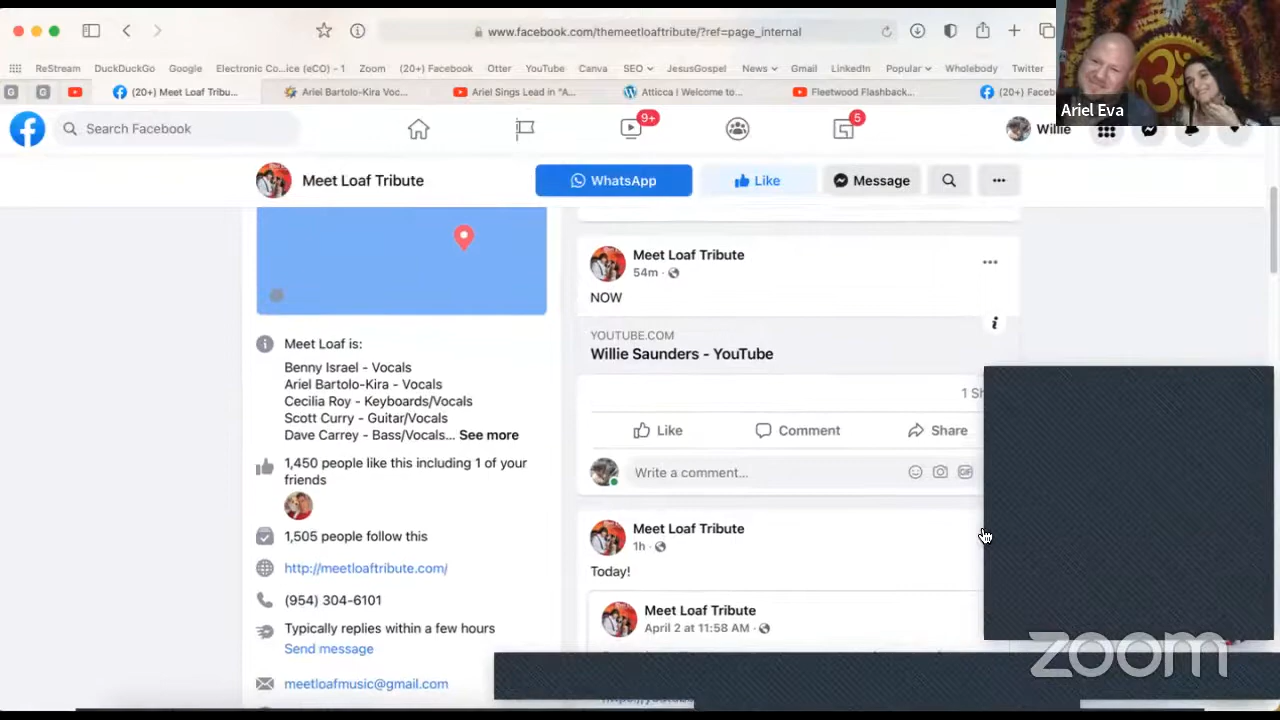 www.facebook.com/themeetloaftribute/?ref=page_internal
ReStream DuckDuckGo Google Electronic Co...ice (eCO) - 1 Zoom (20+) Facebook Otter YouTube Canva SEO JesusGospel News Gmail LinkedIn Popular Wholebody Twitter
G G (20+) Meet Loaf Tribu... Ariel Bartolo-Kira Voc... Ariel Sings Lead in "A... Atticca | Welcome to... Fleetwood Flashback... (20+) Faceb
Ariel Eva
Search Facebook
9+
5
Willie
Meet Loaf Tribute
WhatsApp
Like
Message
Meet Loaf is:
Benny Israel - Vocals
Ariel Bartolo-Kira - Vocals
Cecilia Roy - Keyboards/Vocals
Scott Curry - Guitar/Vocals
Dave Carrey - Bass/Vocals... See more
1,450 people like this including 1 of your
friends
1,505 people follow this
http://meetloaftribute.com/
(954) 304-6101
Typically replies within a few hours
Send message
meetloafmusic@gmail.com
Meet Loaf Tribute
54m
NOW
YOUTUBE.COM
Willie Saunders - YouTube
1 Sh
Like Comment Share
Write a comment...
GIF
Meet Loaf Tribute
1h
Today!
Meet Loaf Tribute
April 2 at 11:58 AM
zoom